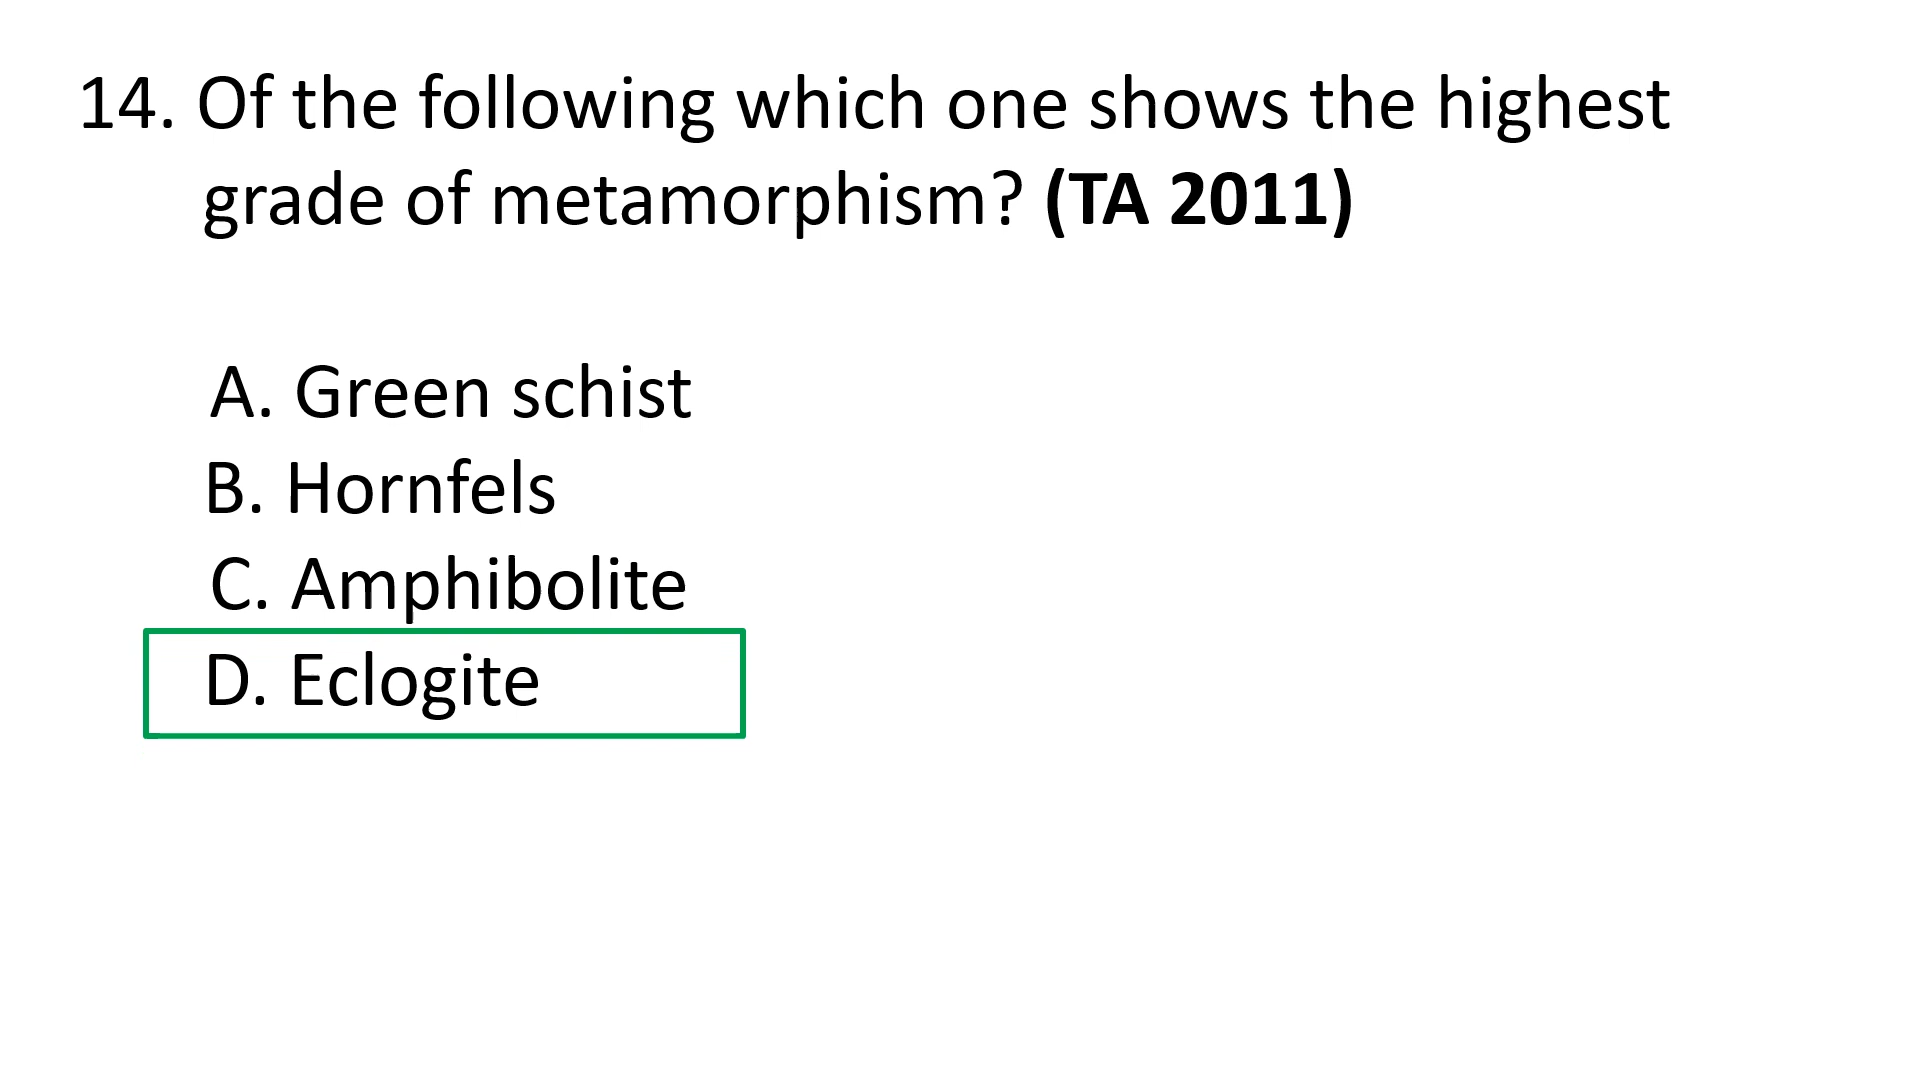 14. Of the following which one shows the highest
grade of metamorphism? (TA 2011)
A. Green schist
B. Hornfels
C. Amphibolite
D. Eclogite